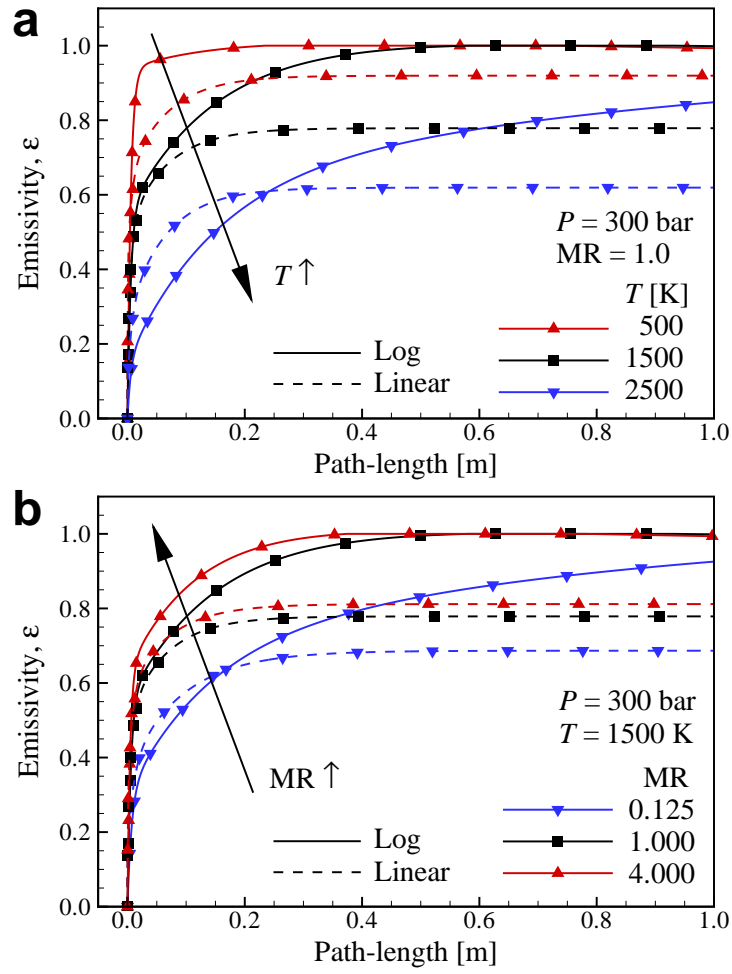 a
1.0
0.8
0.6
0.4
0.2
0.0
Emissivity, ε
T ↑
P = 300 bar
MR = 1.0
T [K]
500
1500
2500
Log
Linear
0.0 0.2 0.4 0.6 0.8 1.0
Path-length [m]
b
1.0
0.8
0.6
0.4
0.2
0.0
Emissivity, ε
MR ↑
P = 300 bar
T = 1500 K
MR
0.125
1.000
4.000
Log
Linear
0.0 0.2 0.4 0.6 0.8 1.0
Path-length [m]